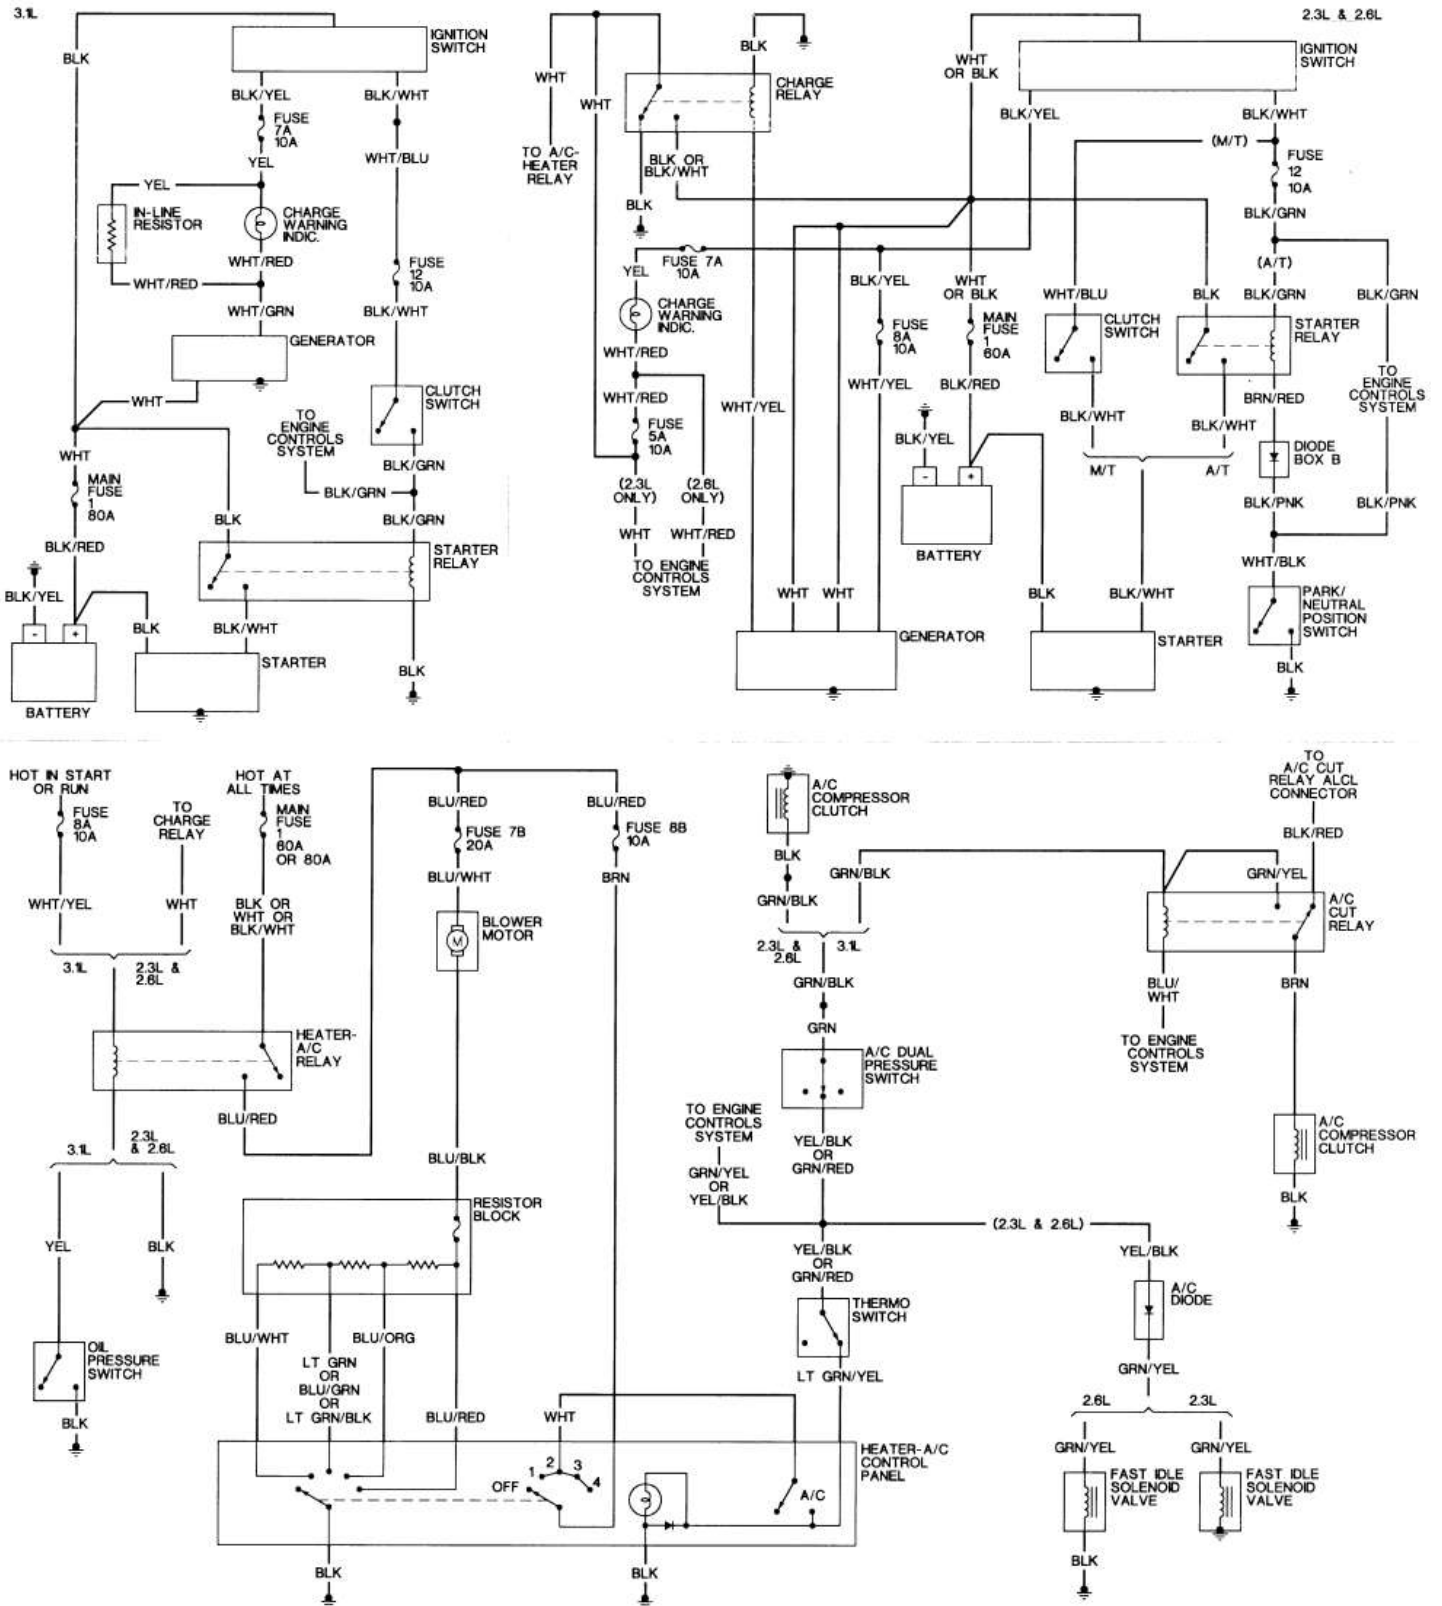 3.1L
BLK
IGNITION
SWITCH
BLK/YEL
BLK/WHT
FUSE
7A
10A
YEL
WHT/BLU
YEL
IN-LINE
RESISTOR
CHARGE
WARNING
INDIC.
WHT/RED
WHT/RED
WHT/GRN
FUSE
12
10A
BLK/WHT
GENERATOR
WHT
CLUTCH
SWITCH
TO
ENGINE
CONTROLS
SYSTEM
BLK/GRN
BLK/GRN
BLK/GRN
WHT
MAIN
FUSE
1
80A
BLK
BLK/RED
STARTER
RELAY
BLK/YEL
-
+
BLK
BLK/WHT
STARTER
BLK
BATTERY
2.3L & 2.6L
WHT
WHT
TO A/C-
HEATER
RELAY
BLK
CHARGE
RELAY
BLK OR
BLK/WHT
BLK
WHT
OR BLK
IGNITION
SWITCH
BLK/YEL
BLK/WHT
(M/T)
FUSE
12
10A
BLK/GRN
(A/T)
FUSE 7A
10A
YEL
CHARGE
WARNING
INDIC.
WHT/RED
WHT/RED
FUSE
5A
10A
(2.3L
ONLY)
(2.6L
ONLY)
WHT
WHT/RED
TO ENGINE
CONTROLS
SYSTEM
WHT/YEL
BLK/YEL
FUSE
8A
10A
WHT/YEL
WHT
OR BLK
MAIN
FUSE
1
60A
BLK/RED
BLK/YEL
-
+
BATTERY
WHT/BLU
CLUTCH
SWITCH
BLK
BLK/GRN
BLK/GRN
STARTER
RELAY
BLK/WHT
BLK/WHT
M/T
A/T
BRN/RED
TO
ENGINE
CONTROLS
SYSTEM
DIODE
BOX B
BLK/PNK
BLK/PNK
WHT/BLK
PARK/
NEUTRAL
POSITION
SWITCH
BLK
WHT
WHT
GENERATOR
BLK
BLK/WHT
STARTER
HOT IN START
OR RUN
FUSE
8A
10A
WHT/YEL
TO
CHARGE
RELAY
WHT
HOT AT
ALL TIMES
MAIN
FUSE
1
60A
OR 80A
BLK OR
WHT OR
BLK/WHT
3.1L
2.3L &
2.6L
HEATER-
A/C
RELAY
BLU/RED
3.1L
2.3L
& 2.6L
YEL
BLK
OIL
PRESSURE
SWITCH
BLK
BLU/RED
BLU/RED
FUSE 7B
20A
FUSE 8B
10A
BLU/WHT
BRN
BLOWER
MOTOR
M
BLU/BLK
RESISTOR
BLOCK
BLU/WHT
BLU/ORG
LT GRN
OR
BLU/GRN
OR
LT GRN/BLK
BLU/RED
WHT
OFF
1
2
3
4
A/C
HEATER-A/C
CONTROL
PANEL
BLK
BLK
A/C
COMPRESSOR
CLUTCH
BLK
GRN/BLK
GRN/BLK
2.3L &
2.6L
3.1L
GRN/BLK
GRN
A/C DUAL
PRESSURE
SWITCH
TO ENGINE
CONTROLS
SYSTEM
YEL/BLK
OR
GRN/RED
GRN/YEL
OR
YEL/BLK
YEL/BLK
OR
GRN/RED
THERMO
SWITCH
LT GRN/YEL
TO
A/C CUT
RELAY ALCL
CONNECTOR
BLK/RED
GRN/YEL
A/C
CUT
RELAY
BLU/
WHT
BRN
TO ENGINE
CONTROLS
SYSTEM
A/C
COMPRESSOR
CLUTCH
BLK
(2.3L & 2.6L)
YEL/BLK
A/C
DIODE
GRN/YEL
2.6L
2.3L
GRN/YEL
GRN/YEL
FAST IDLE
SOLENOID
VALVE
FAST IDLE
SOLENOID
VALVE
BLK